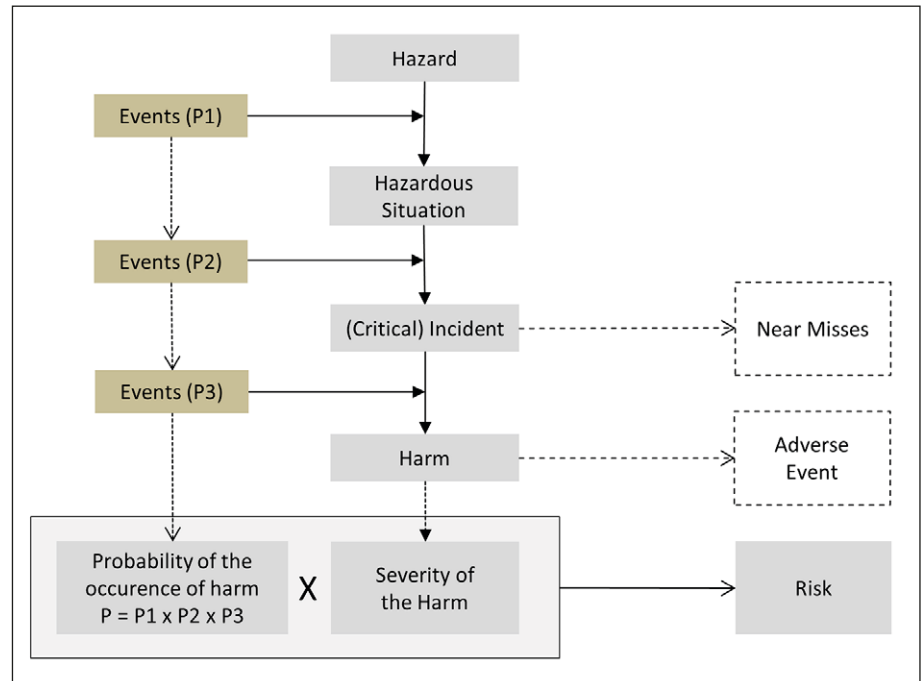 Hazard
Events (P1)
Hazardous
Situation
Events (P2)
(Critical) Incident
Near Misses
Events (P3)
Harm
Adverse
Event
Probability of the
occurence of harm
P = P1 x P2 x P3
X
Severity of
the Harm
Risk